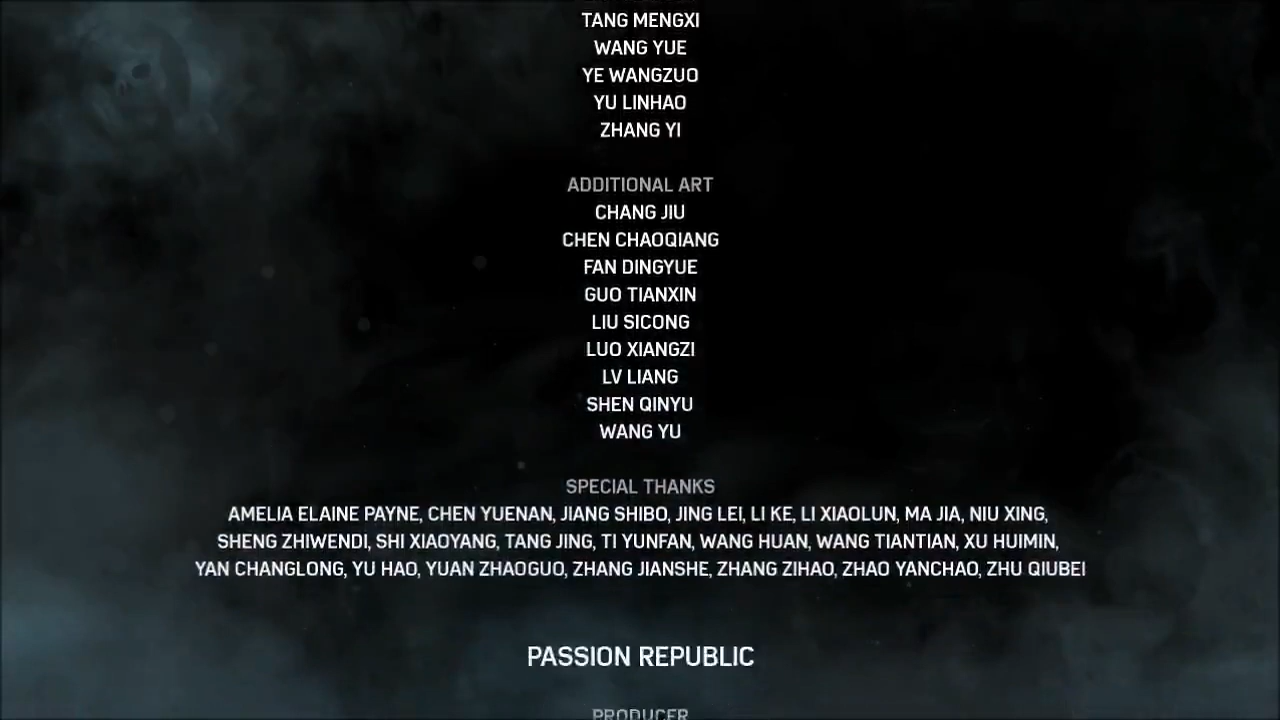 TANG MENGXI
WANG YUE
YE WANGZUO
YU LINHAO
ZHANG YI
ADDITIONAL ART
CHANG JIU
CHEN CHAOQIANG
FAN DINGYUE
GUO TIANXIN
LIU SICONG
LUO XIANGZI
LV LIANG
SHEN QINYU
WANG YU
SPECIAL THANKS
AMELIA ELAINE PAYNE, CHEN YUENAN, JIANG SHIBO, JING LEI, LI KE, LI XIAOLUN, MA JIA, NIU XING,
SHENG ZHIWENDI, SHI XIAOYANG, TANG JING, TI YUNFAN, WANG HUAN, WANG TIANTIAN, XU HUIMIN,
YAN CHANGLONG, YU HAO, YUAN ZHAOGUO, ZHANG JIANSHE, ZHANG ZIHAO, ZHAO YANCHAO, ZHU QIUBEI
PASSION REPUBLIC
PRODUCER